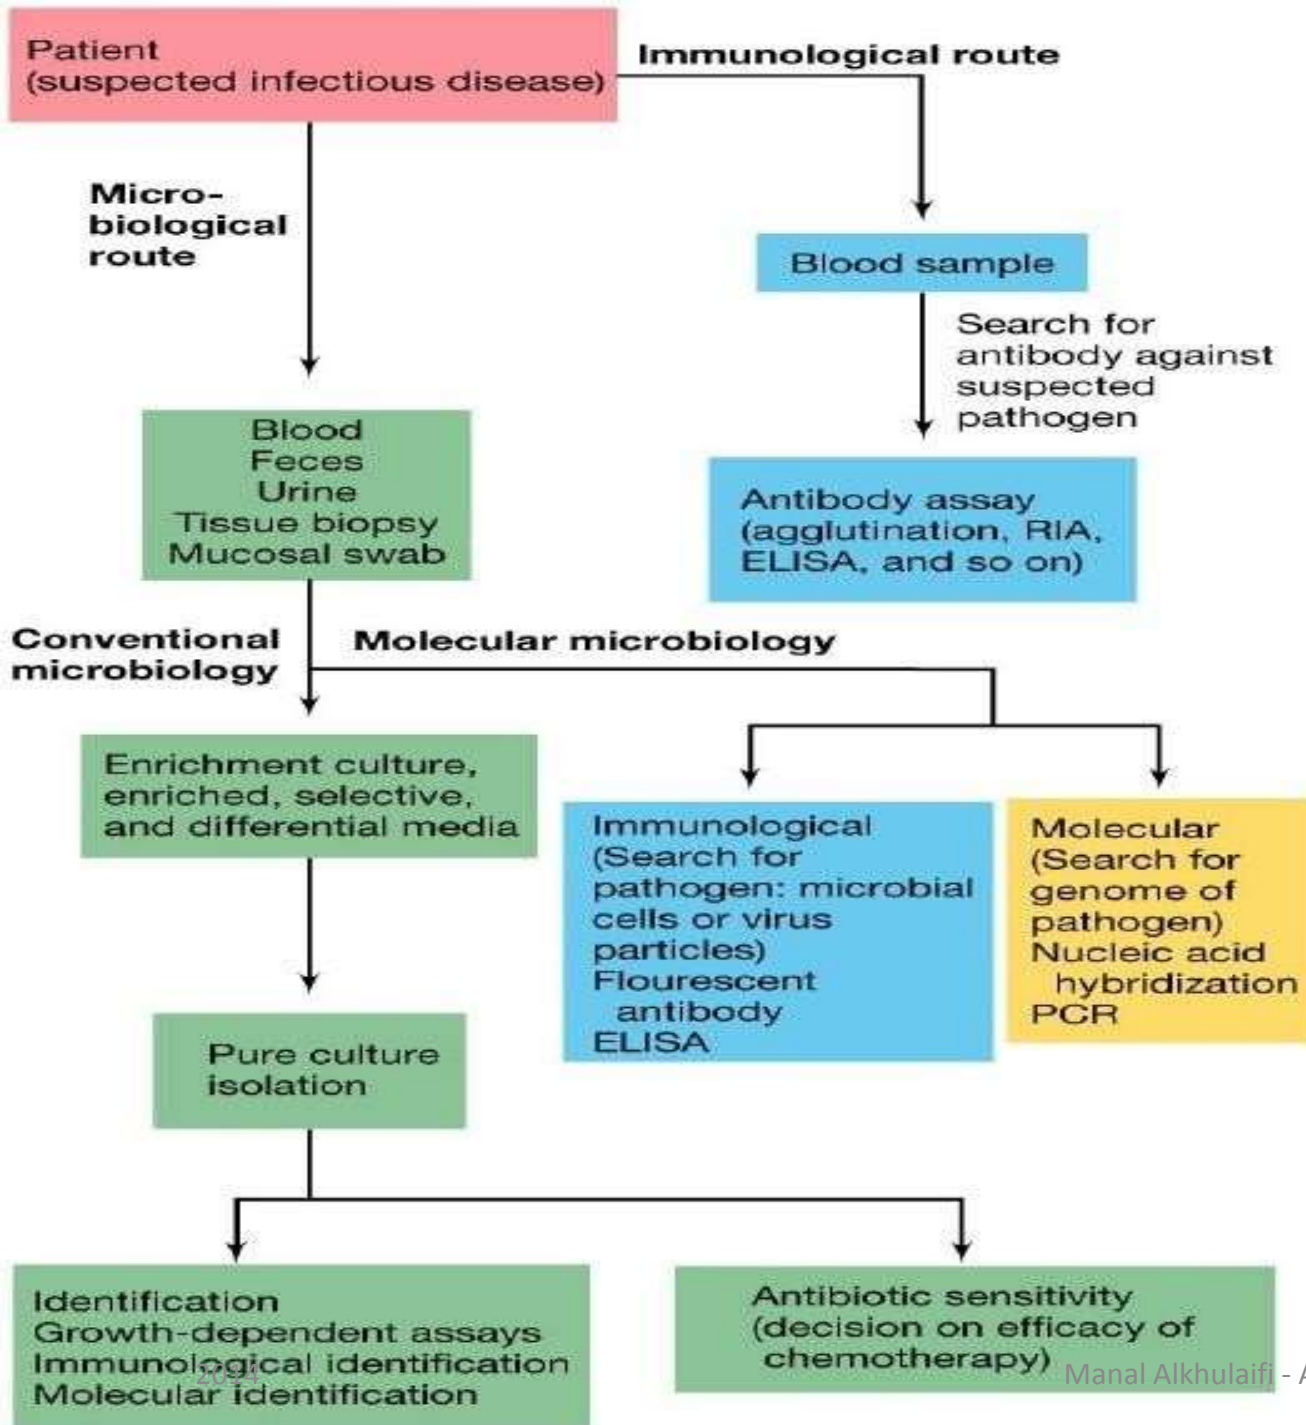 Patient
(suspected infectious disease)
Immunological route
Micro-
biological
route
Blood sample
Search for
antibody against
suspected
pathogen
Blood
Feces
Urine
Tissue biopsy
Mucosal swab
Antibody assay
(agglutination, RIA,
ELISA, and so on)
Conventional
microbiology
Molecular microbiology
Enrichment culture,
enriched, selective,
and differential media
Immunological
(Search for
pathogen: microbial
cells or virus
particles)
Flourescent
antibody
ELISA
Molecular
(Search for
genome of
pathogen)
Nucleic acid
hybridization
PCR
Pure culture
isolation
Identification
Growth-dependent assays
Immunological identification
Molecular identification
Antibiotic sensitivity
(decision on efficacy of
chemotherapy)
2014
Manal Alkhulaifi - A